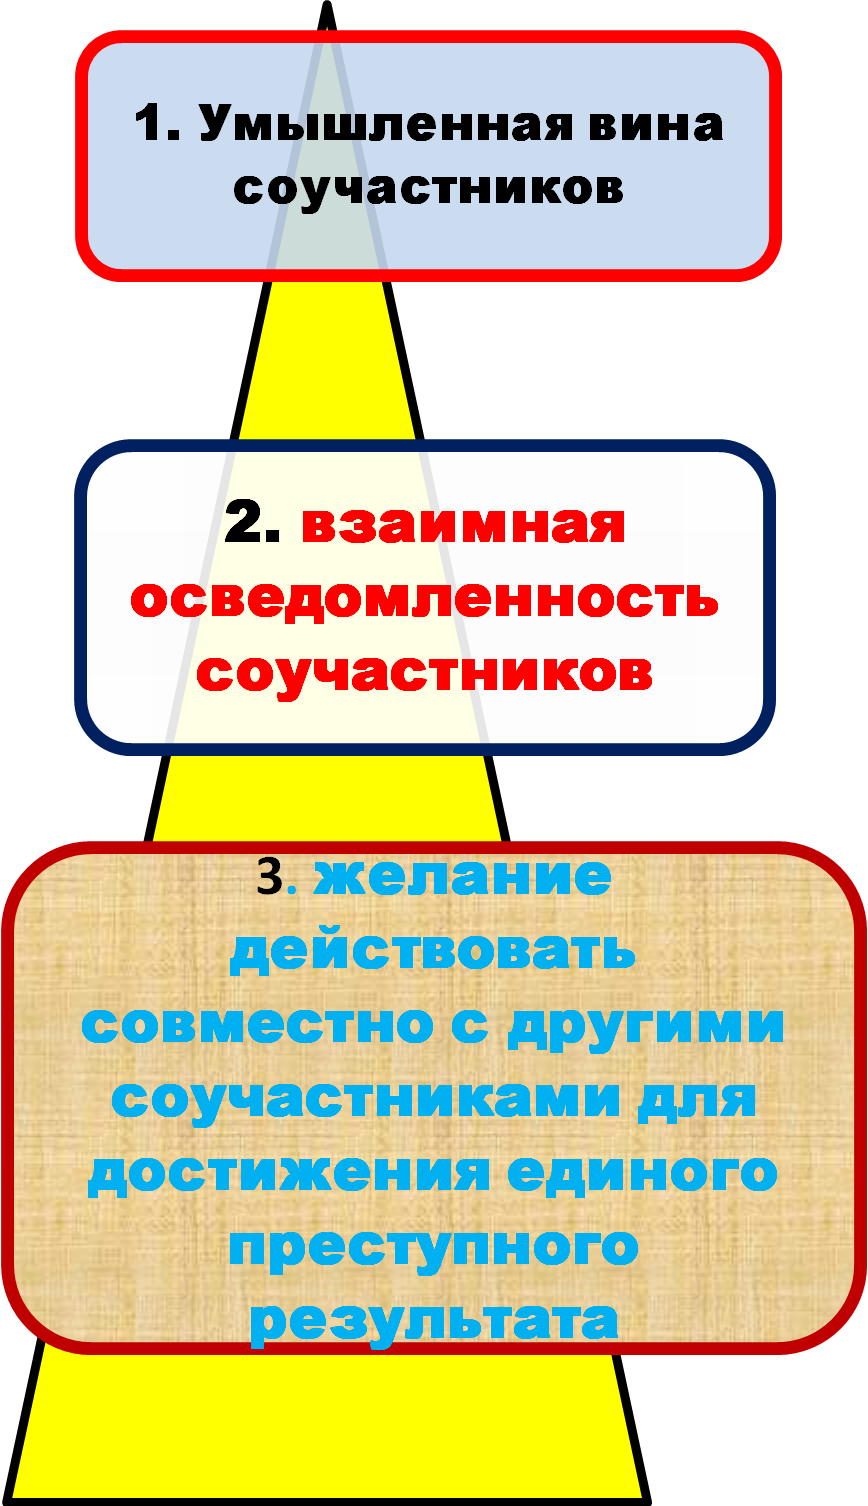 1. Умышленная вина
соучастников
2. взаимная
осведомленность
соучастников
3. желание
действовать
совместно с другими
соучастниками для
достижения единого
преступного
результата